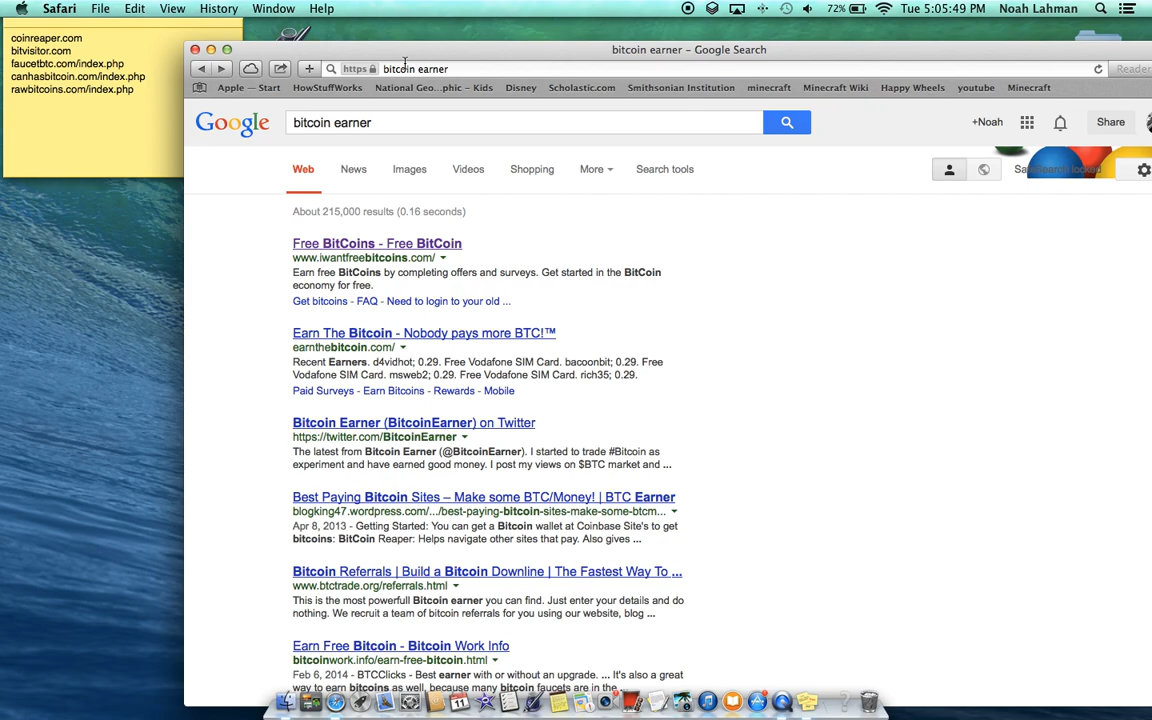 Safari File Edit View History Window Help 72% Tue 5:05:49 PM Noah Lahman
coinreaper.com
bitvisitor.com
faucetbtc.com/index.php
canhasbitcoin.com/index.php
rawbitcoins.com/index.php
bitcoin earner – Google Search
https bitcoin earner Reader
Apple — Start HowStuffWorks National Geo...phic - Kids Disney Scholastic.com Smithsonian Institution minecraft Minecraft Wiki Happy Wheels youtube Minecraft
Google bitcoin earner +Noah Share
Web News Images Videos Shopping More Search tools SafeSearch locked
About 215,000 results (0.16 seconds)
Free BitCoins - Free BitCoin
www.iwantfreebitcoins.com/
Earn free BitCoins by completing offers and surveys. Get started in the BitCoin
economy for free.
Get bitcoins - FAQ - Need to login to your old ...
Earn The Bitcoin - Nobody pays more BTC!™
earnthebitcoin.com/
Recent Earners. d4vidhot; 0.29. Free Vodafone SIM Card. bacoonbit; 0.29. Free
Vodafone SIM Card. msweb2; 0.29. Free Vodafone SIM Card. rich35; 0.29.
Paid Surveys - Earn Bitcoins - Rewards - Mobile
Bitcoin Earner (BitcoinEarner) on Twitter
https://twitter.com/BitcoinEarner
The latest from Bitcoin Earner (@BitcoinEarner). I started to trade #Bitcoin as
experiment and have earned good money. I post my views on $BTC market and ...
Best Paying Bitcoin Sites – Make some BTC/Money! | BTC Earner
blogking47.wordpress.com/.../best-paying-bitcoin-sites-make-some-btcm...
Apr 8, 2013 - Getting Started: You can get a Bitcoin wallet at Coinbase Site's to get
bitcoins: BitCoin Reaper: Helps navigate other sites that pay. Also gives ...
Bitcoin Referrals | Build a Bitcoin Downline | The Fastest Way To ...
www.btctrade.org/referrals.html
This is the most powerfull Bitcoin earner you can find. Just enter your details and do
nothing. We recruit a team of bitcoin referrals for you using our website, blog ...
Earn Free Bitcoin - Bitcoin Work Info
bitcoinwork.info/earn-free-bitcoin.html
Feb 6, 2014 - BTCClicks - Best earner with or without an upgrade. ... It's also a great
way to earn bitcoins as well, because many bitcoin faucets are in the ...
11